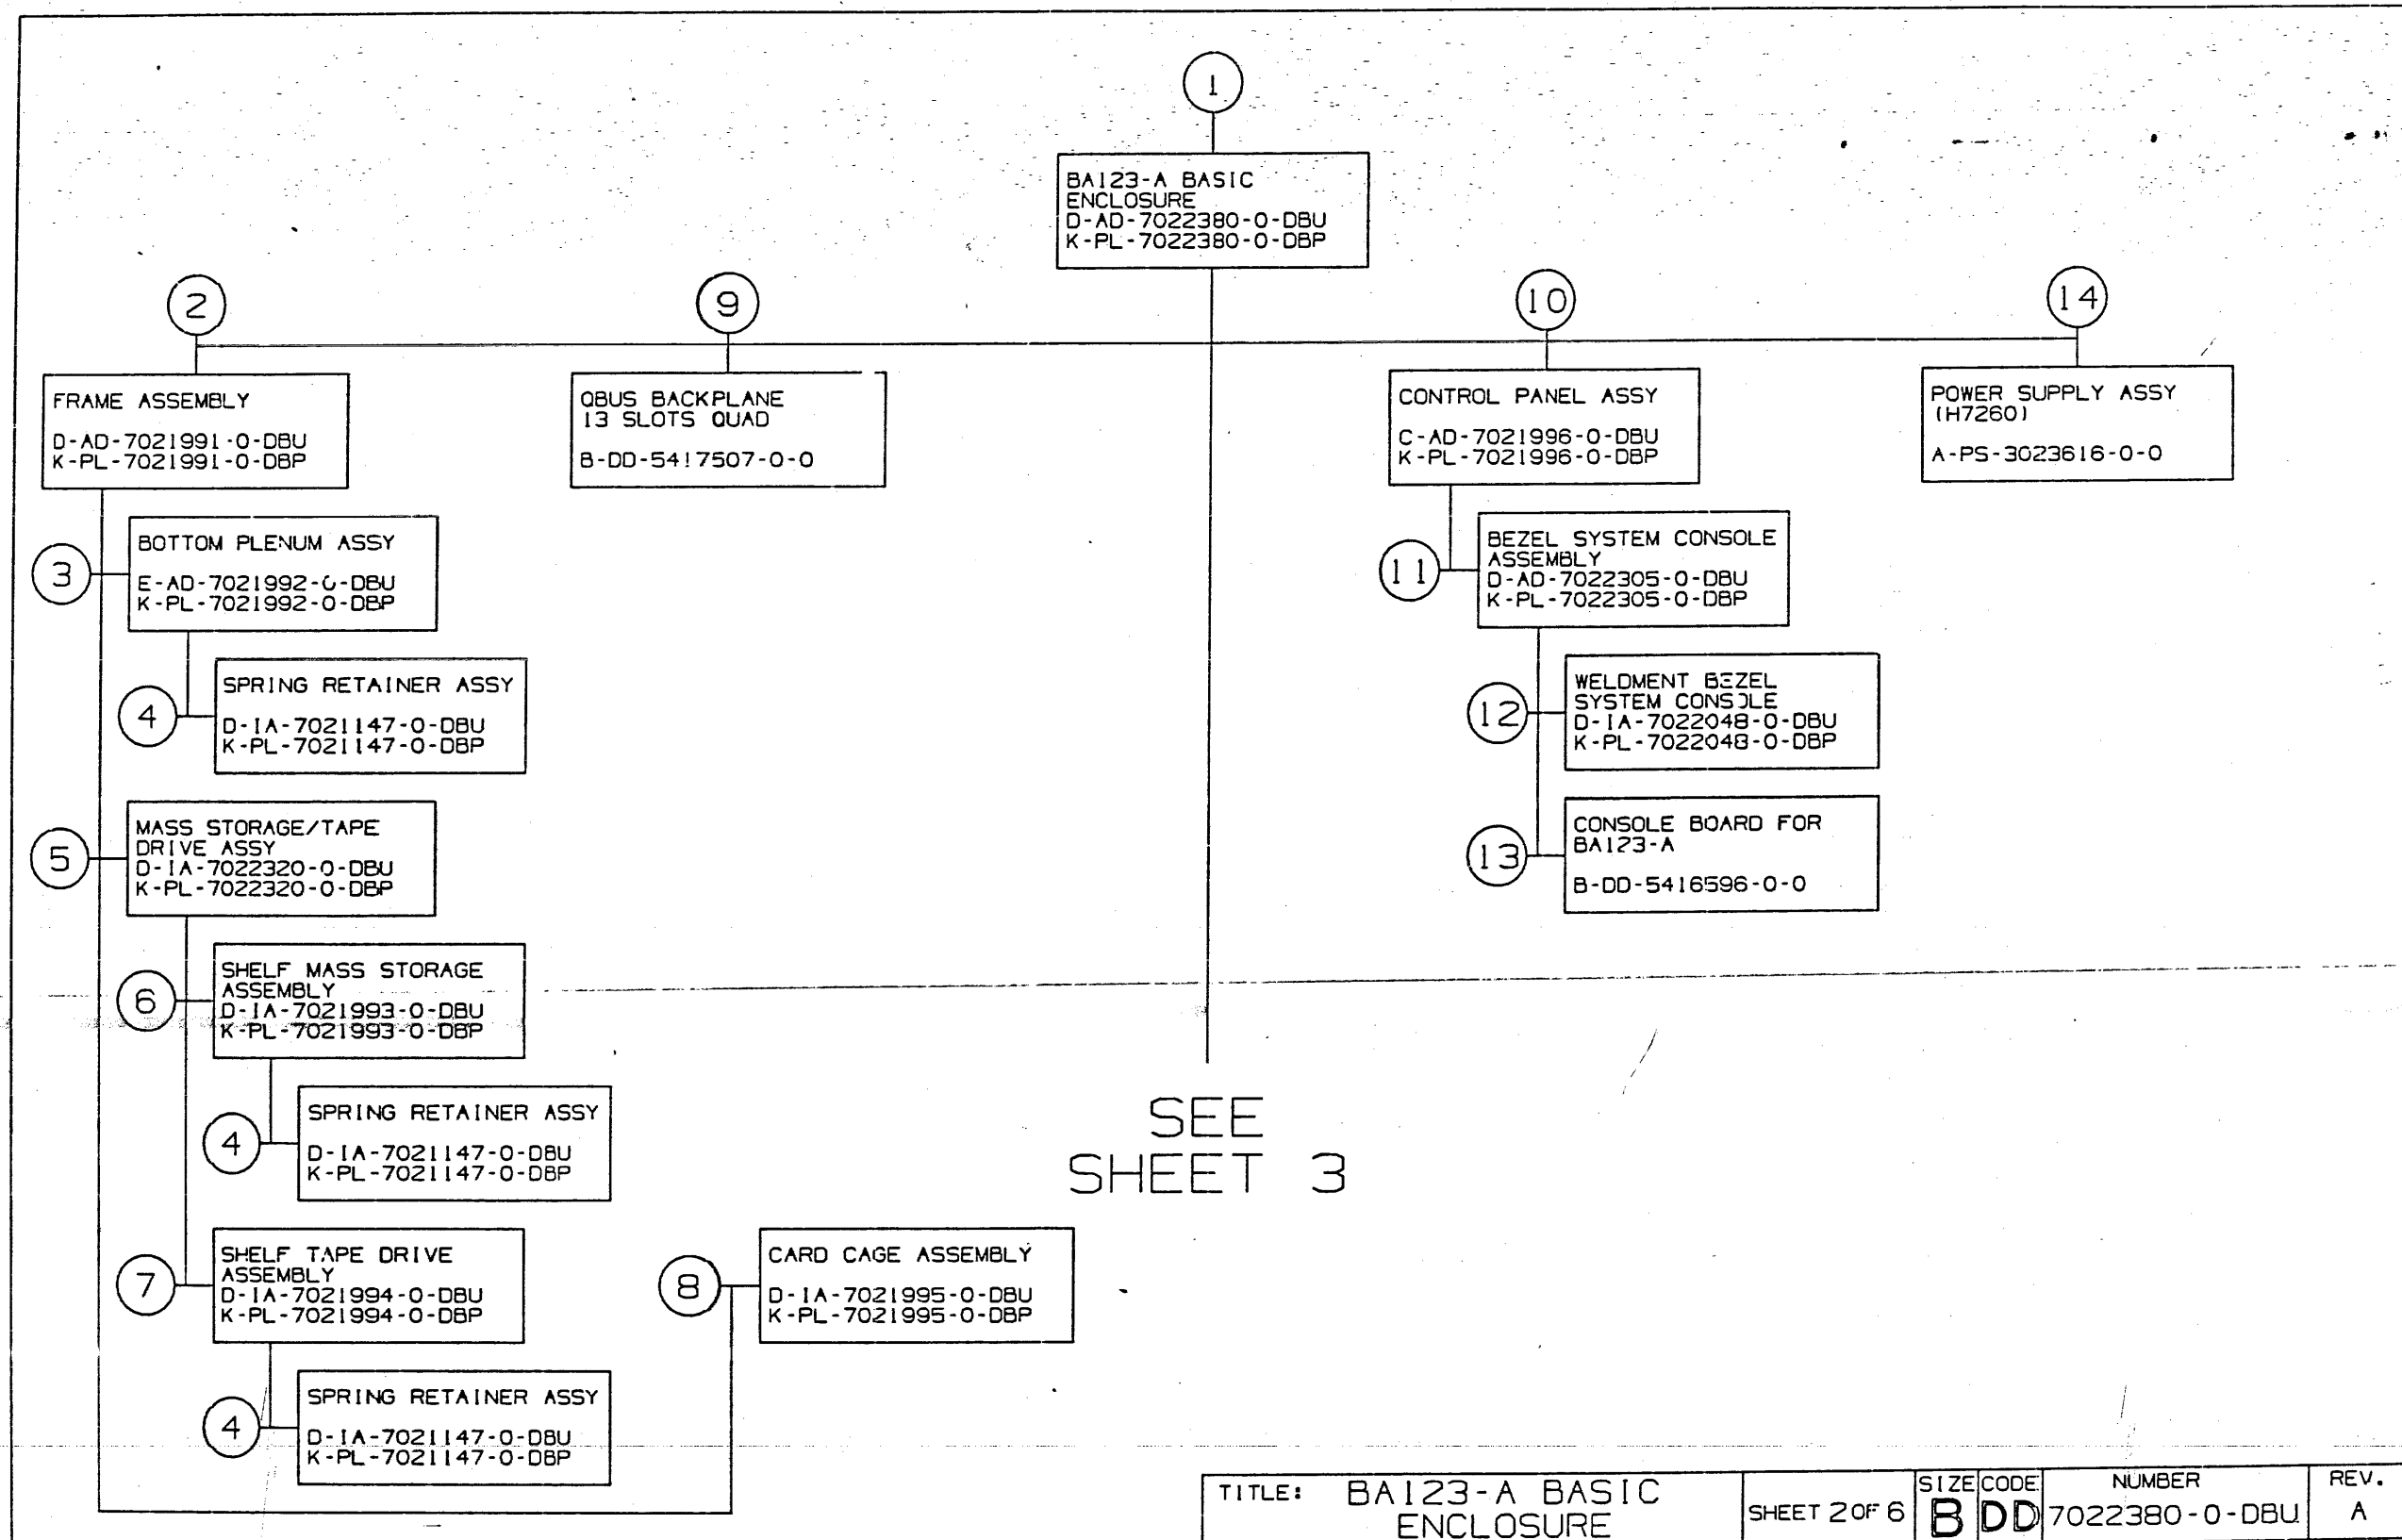 1
BA123-A BASIC
ENCLOSURE
D-AD-7022380-0-DBU
K-PL-7022380-0-DBP
2
9
10
14
FRAME ASSEMBLY
D-AD-7021991-0-DBU
K-PL-7021991-0-DBP
QBUS BACKPLANE
13 SLOTS QUAD
B-DD-5417507-0-0
CONTROL PANEL ASSY
C-AD-7021996-0-DBU
K-PL-7021996-0-DBP
POWER SUPPLY ASSY
(H7260)
A-PS-3023616-0-0
3
BOTTOM PLENUM ASSY
E-AD-7021992-0-DBU
K-PL-7021992-0-DBP
11
BEZEL SYSTEM CONSOLE
ASSEMBLY
D-AD-7022305-0-DBU
K-PL-7022305-0-DBP
4
SPRING RETAINER ASSY
D-IA-7021147-0-DBU
K-PL-7021147-0-DBP
12
WELDMENT BEZEL
SYSTEM CONSOLE
D-IA-7022048-0-DBU
K-PL-7022048-0-DBP
5
MASS STORAGE/TAPE
DRIVE ASSY
D-IA-7022320-0-DBU
K-PL-7022320-0-DBP
13
CONSOLE BOARD FOR
BA123-A
B-DD-5416596-0-0
6
SHELF MASS STORAGE
ASSEMBLY
D-IA-7021993-0-DBU
K-PL-7021993-0-DBP
4
SPRING RETAINER ASSY
D-IA-7021147-0-DBU
K-PL-7021147-0-DBP
SEE
SHEET 3
7
SHELF TAPE DRIVE
ASSEMBLY
D-IA-7021994-0-DBU
K-PL-7021994-0-DBP
8
CARD CAGE ASSEMBLY
D-IA-7021995-0-DBU
K-PL-7021995-0-DBP
4
SPRING RETAINER ASSY
D-IA-7021147-0-DBU
K-PL-7021147-0-DBP
TITLE: BA123-A BASIC
ENCLOSURE
SHEET 2 OF 6
SIZE
B
CODE
DD
NUMBER
7022380-0-DBU
REV.
A